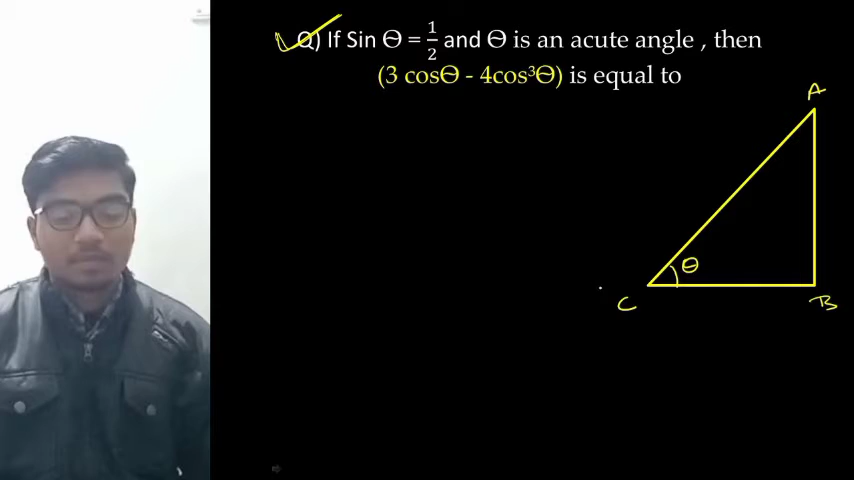 Q) If Sin Θ = 1/2 and Θ is an acute angle , then
(3 cosΘ - 4cos³Θ) is equal to
A
Θ
C
B